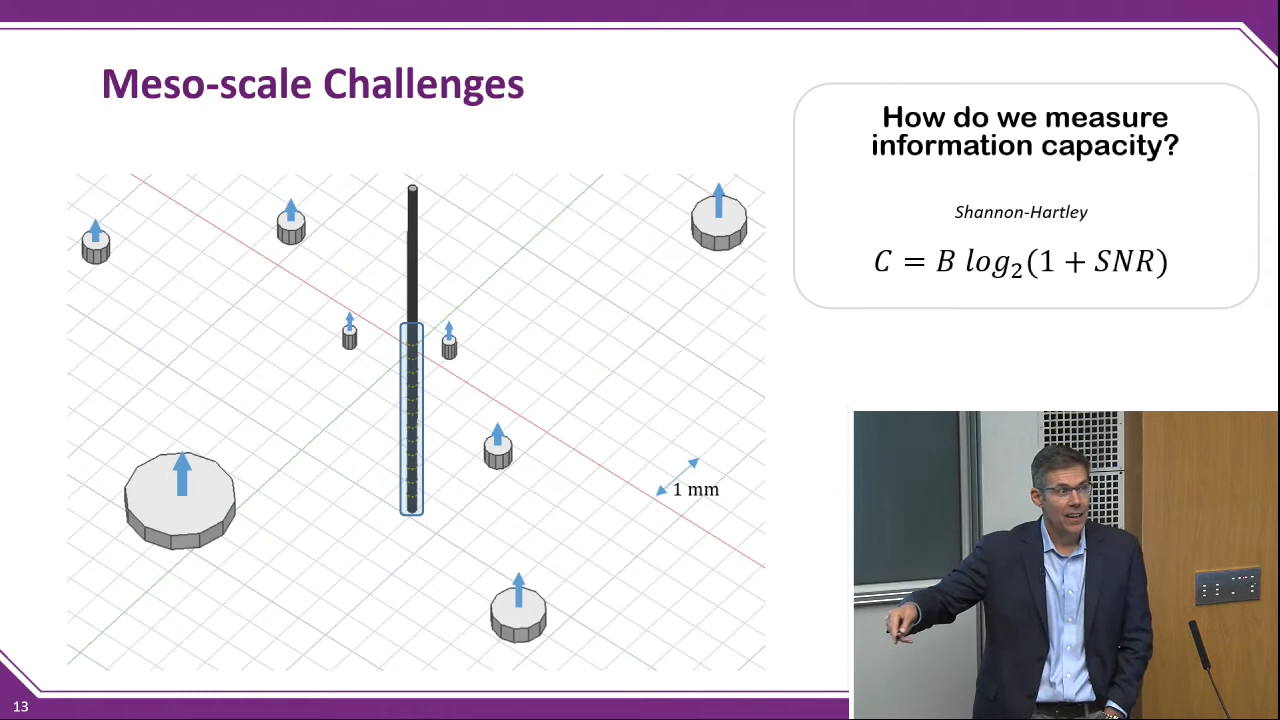 Meso-scale Challenges
How do we measure
information capacity?
Shannon-Hartley
C = B log₂(1 + SNR)
1 mm
13